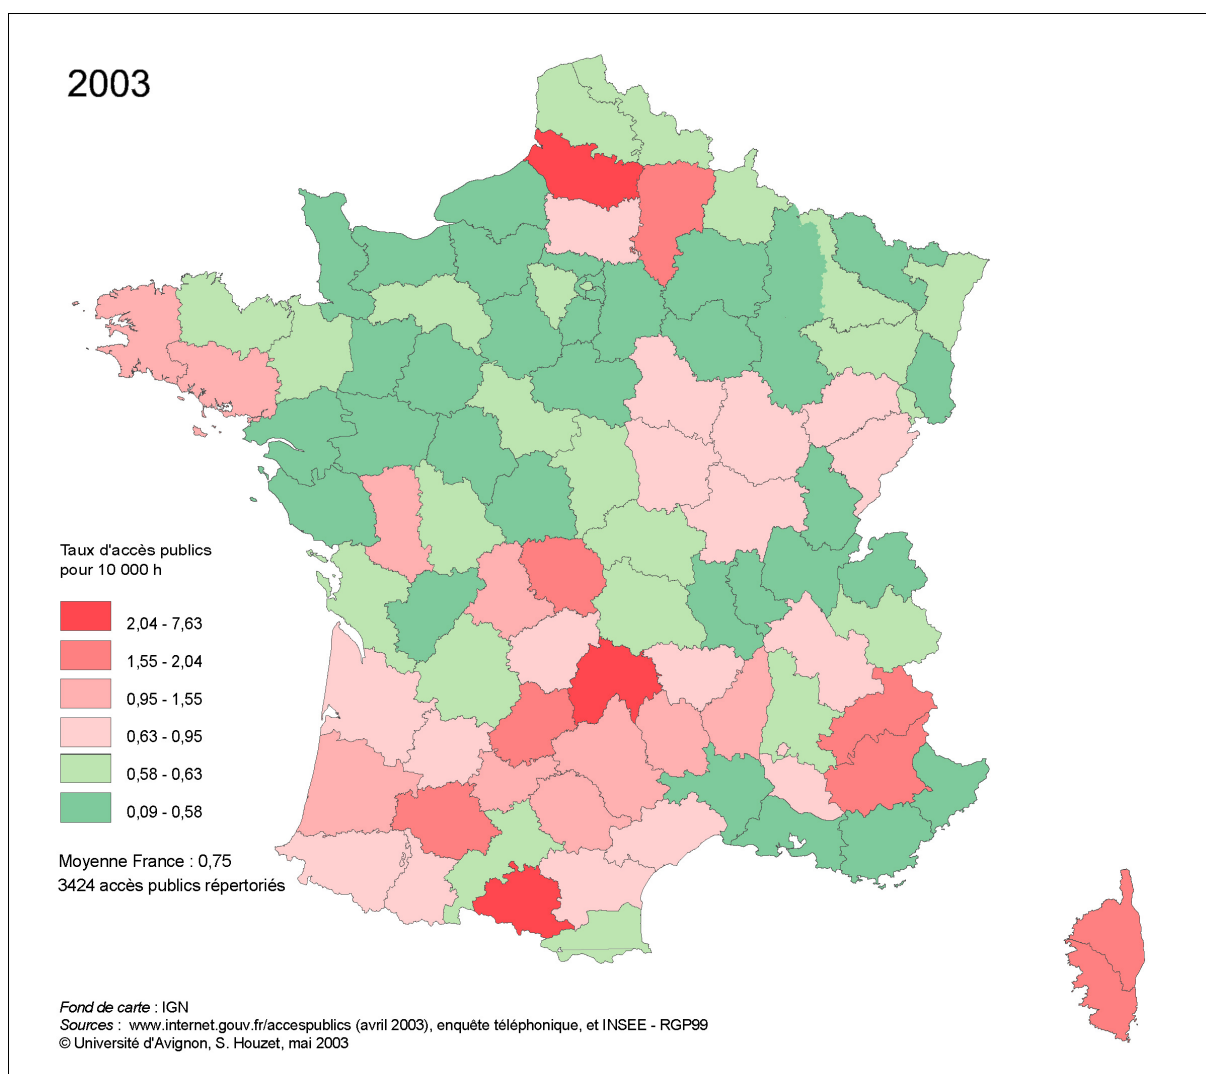 2003
Taux d'accès publics
pour 10 000 h
2,04 - 7,63
1,55 - 2,04
0,95 - 1,55
0,63 - 0,95
0,58 - 0,63
0,09 - 0,58
Moyenne France : 0,75
3424 accès publics répertoriés
Fond de carte : IGN
Sources : www.internet.gouv.fr/accespublics (avril 2003), enquête téléphonique, et INSEE - RGP99
© Université d'Avignon, S. Houzet, mai 2003